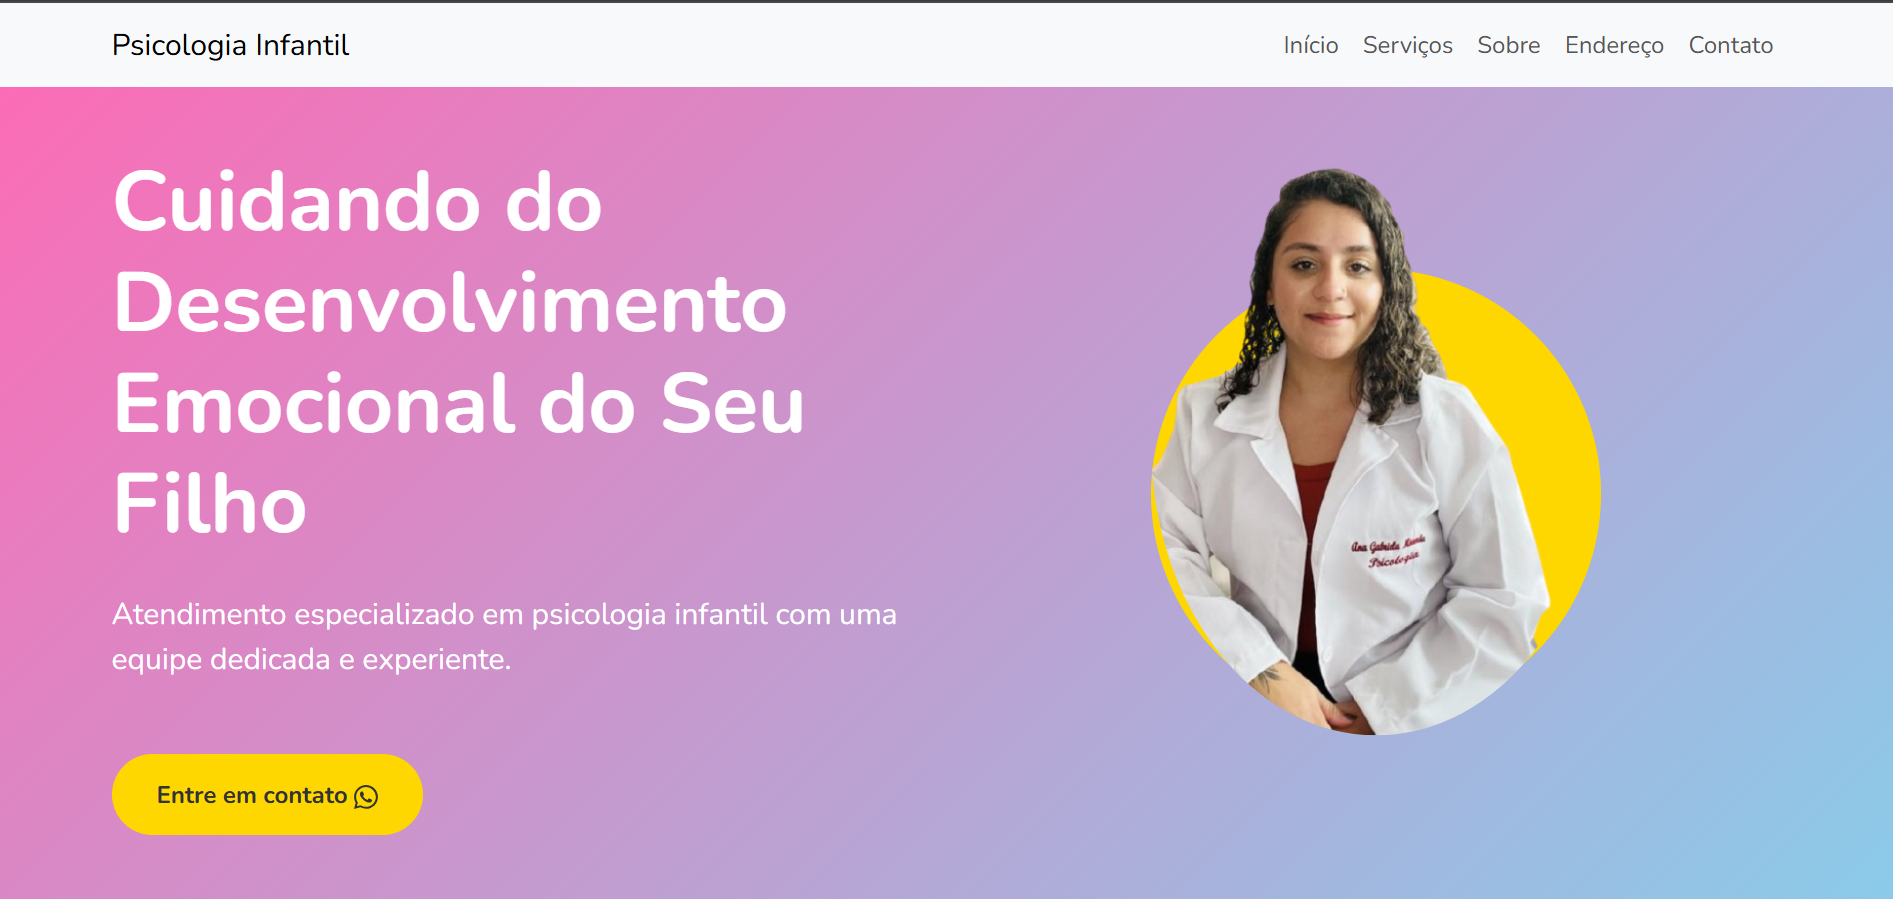 Psicologia Infantil
Início Serviços Sobre Endereço Contato
Cuidando do
Desenvolvimento
Emocional do Seu
Filho
Atendimento especializado em psicologia infantil com uma
equipe dedicada e experiente.
Entre em contato
Ana Gabriela
Psicologia